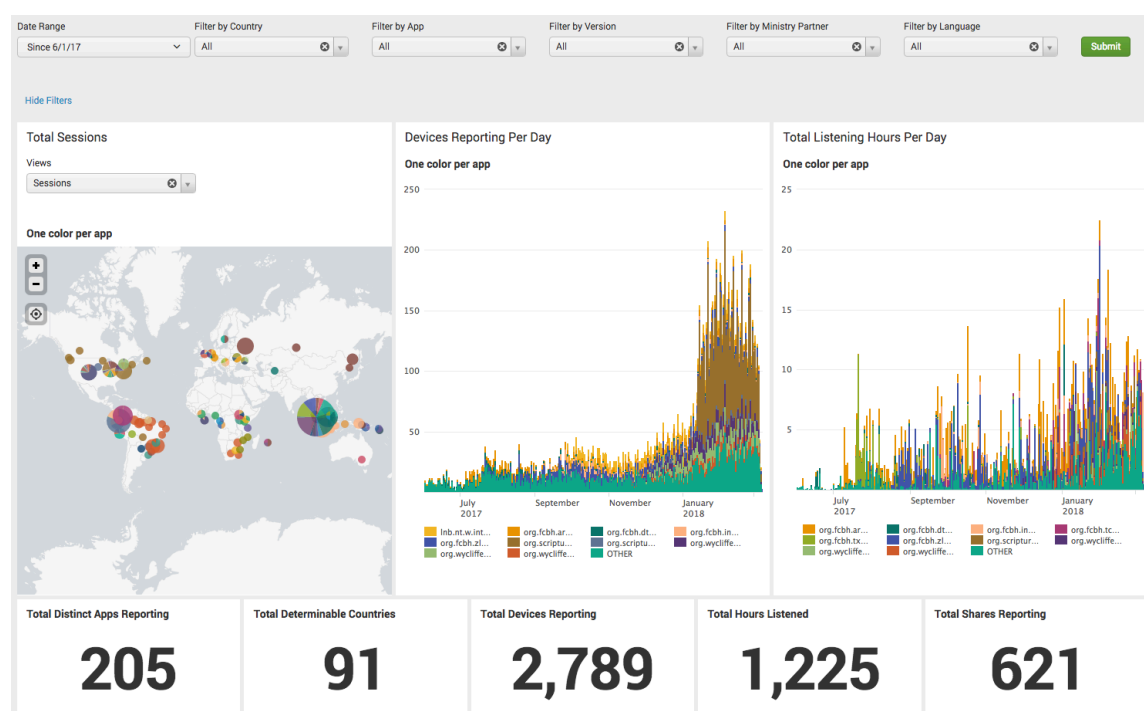 Date Range
Filter by Country
Filter by App
Filter by Version
Filter by Ministry Partner
Filter by Language
Since 6/1/17
All
All
All
All
All
Submit
Hide Filters
Total Sessions
Views
Sessions
One color per app
+
−
Devices Reporting Per Day
One color per app
250
200
150
100
50
July
2017
September
November
January
2018
lnb.nt.w.int...
org.fcbh.ar...
org.fcbh.dt...
org.fcbh.in...
org.fcbh.zl...
org.scriptu...
org.scriptu...
org.wycliffe...
org.wycliffe...
org.wycliffe...
OTHER
Total Listening Hours Per Day
One color per app
25
20
15
10
5
July
2017
September
November
January
2018
org.fcbh.ar...
org.fcbh.dt...
org.fcbh.in...
org.fcbh.tc...
org.fcbh.tx...
org.fcbh.zl...
org.scriptur...
org.wycliffe...
org.wycliffe...
org.wycliffe...
OTHER
Total Distinct Apps Reporting
205
Total Determinable Countries
91
Total Devices Reporting
2,789
Total Hours Listened
1,225
Total Shares Reporting
621